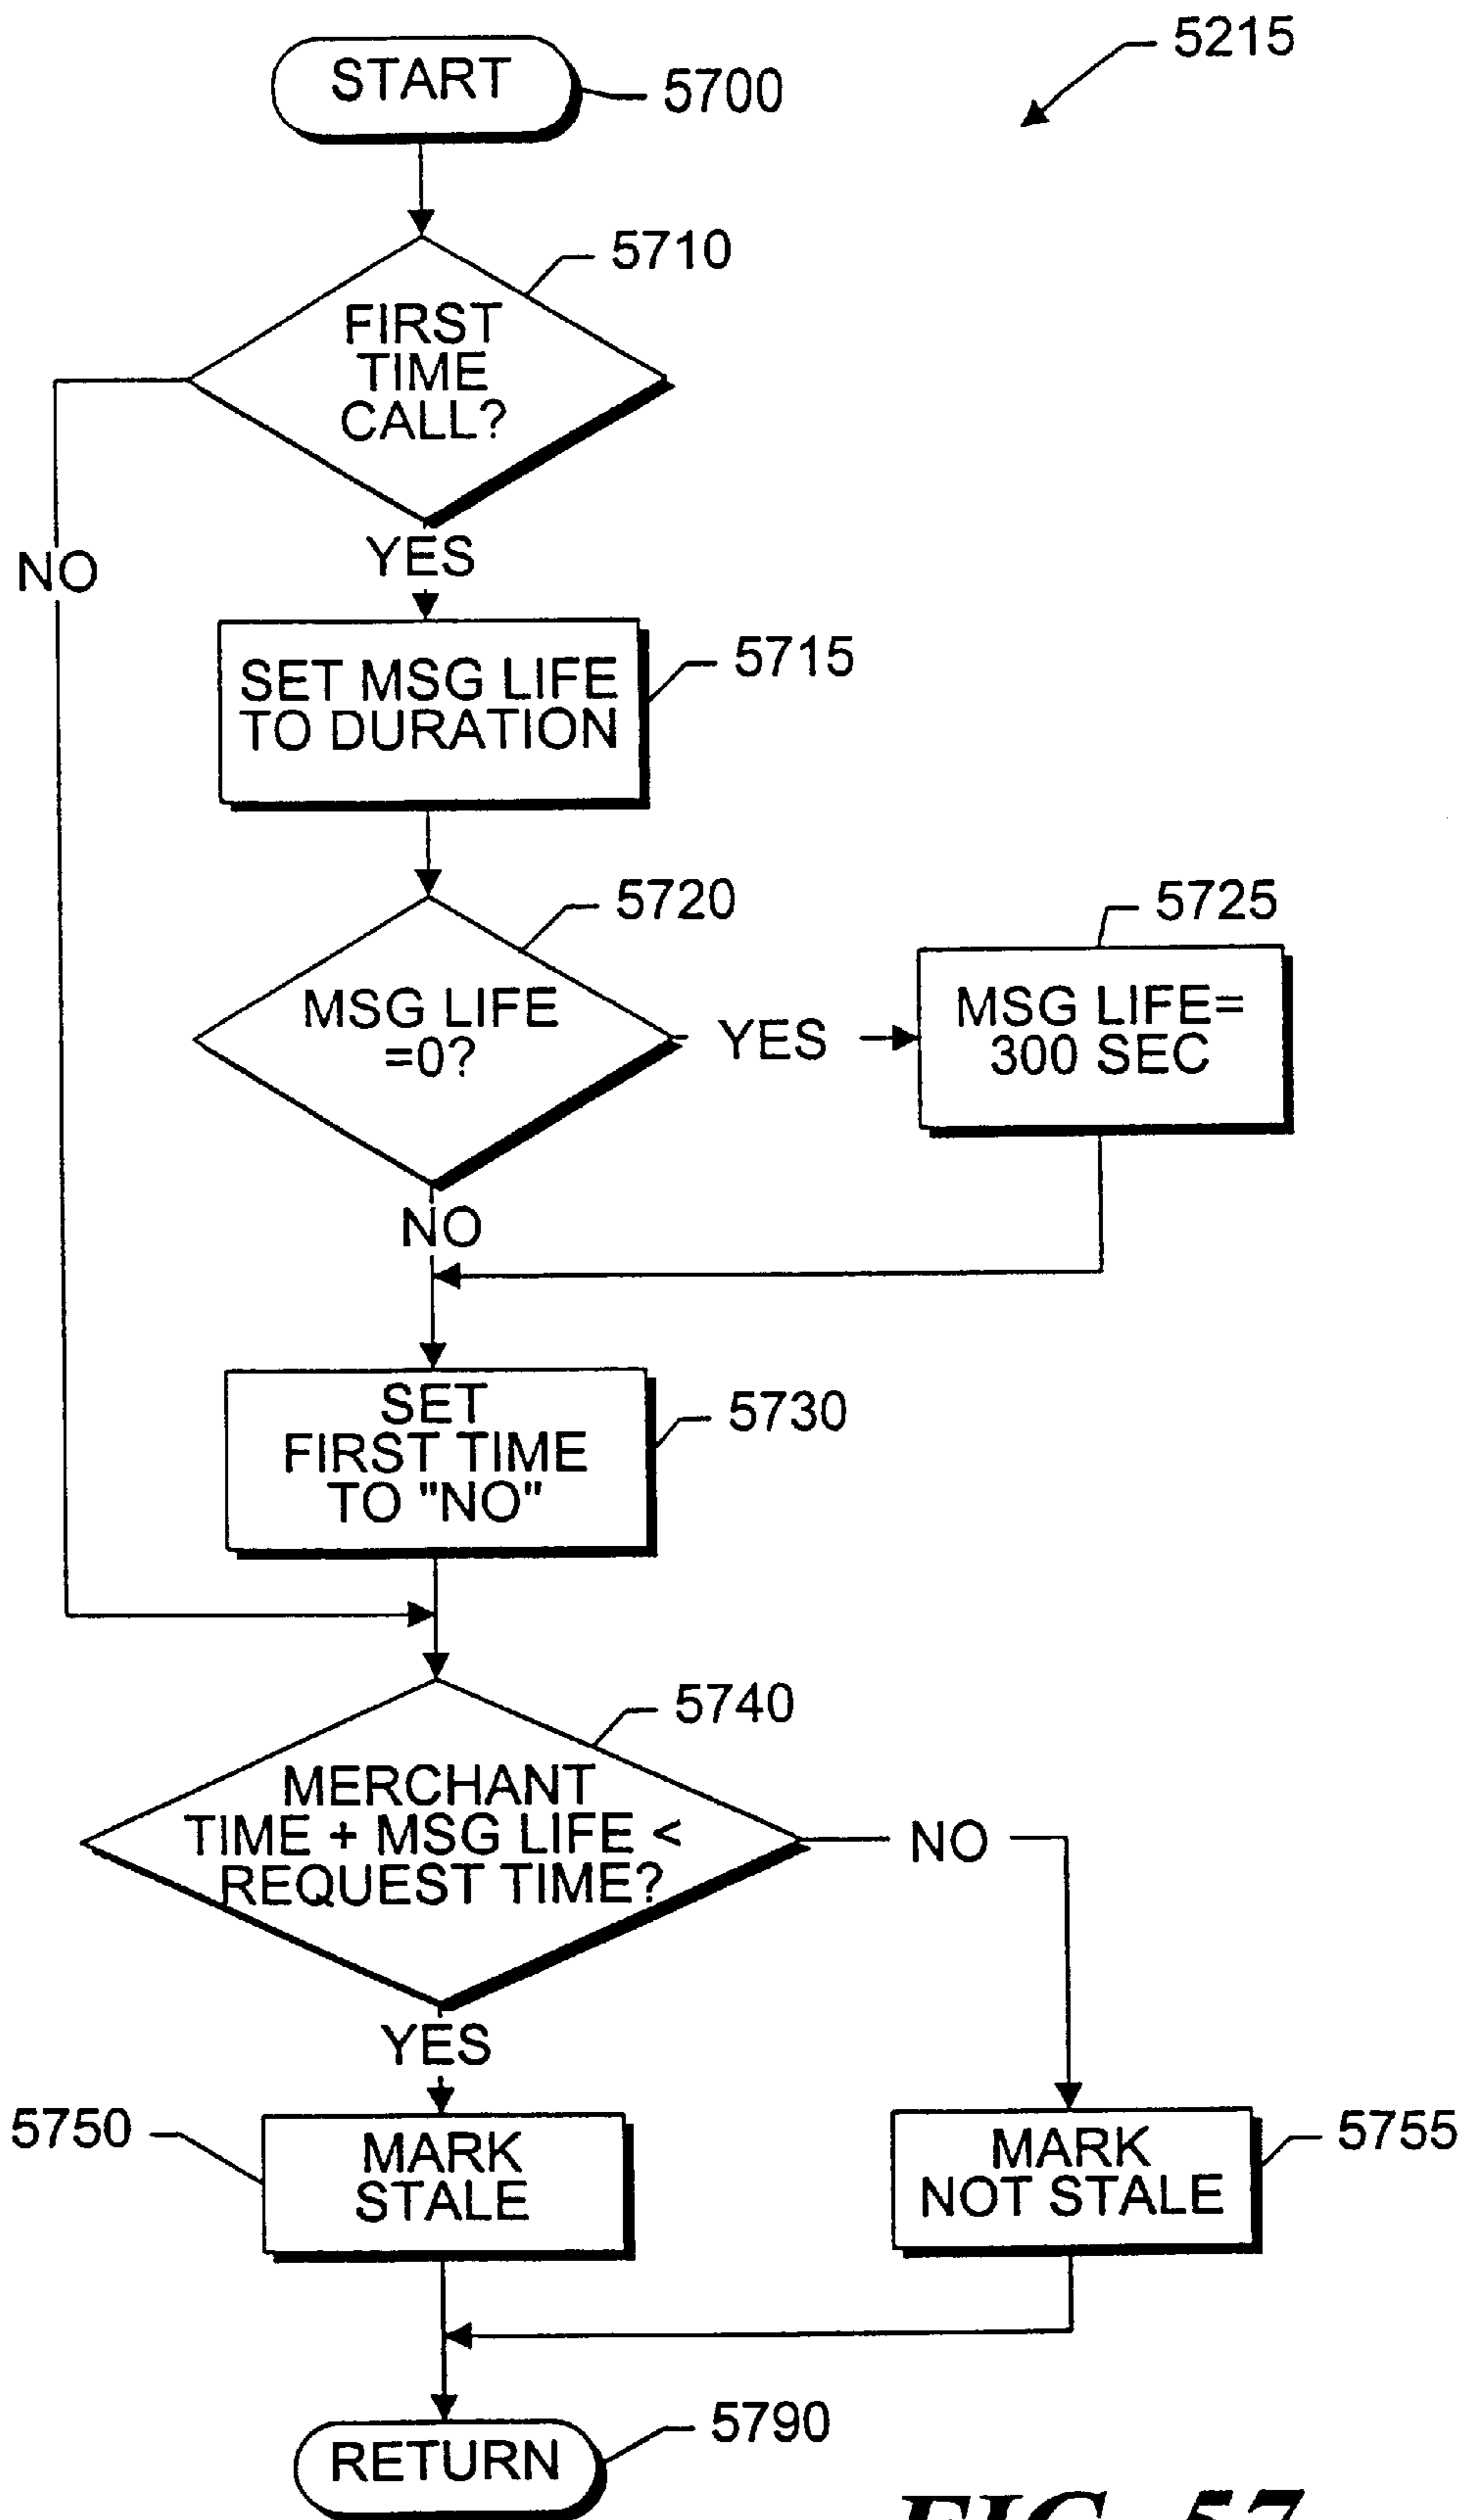 5215
START
5700
5710
FIRST
TIME
CALL?
NO
YES
5715
SET MSG LIFE
TO DURATION
5720
5725
MSG LIFE
=0?
YES
MSG LIFE=
300 SEC
NO
5730
SET
FIRST TIME
TO "NO"
5740
MERCHANT
TIME + MSG LIFE <
REQUEST TIME?
NO
YES
5750
MARK
STALE
MARK
NOT STALE
5755
5790
RETURN
FIG. 57